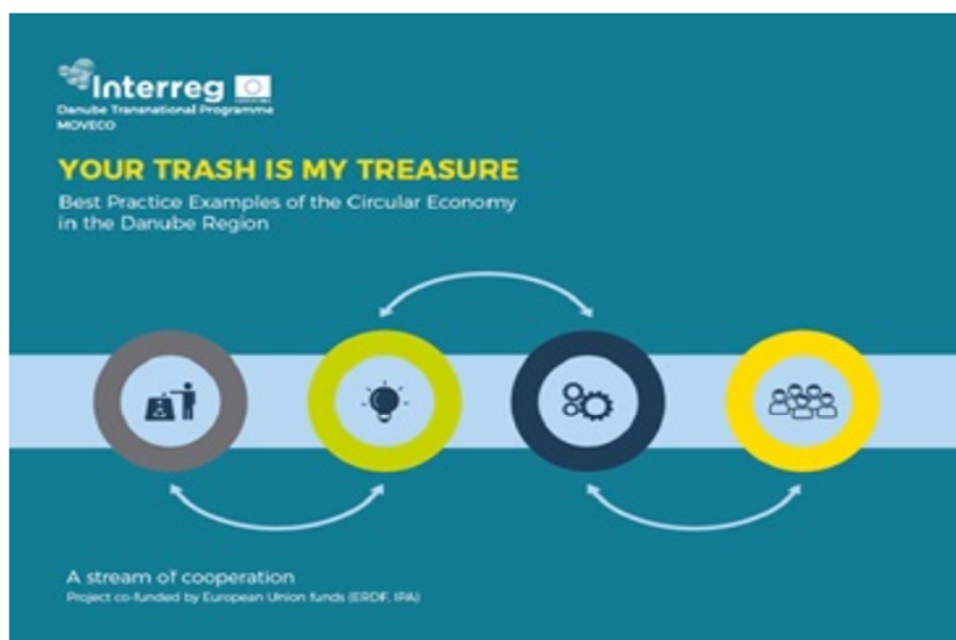 Interreg
Danube Transnational Programme
MOVECO
YOUR TRASH IS MY TREASURE
Best Practice Examples of the Circular Economy
in the Danube Region
A stream of cooperation
Project co-funded by European Union funds (ERDF, IPA)